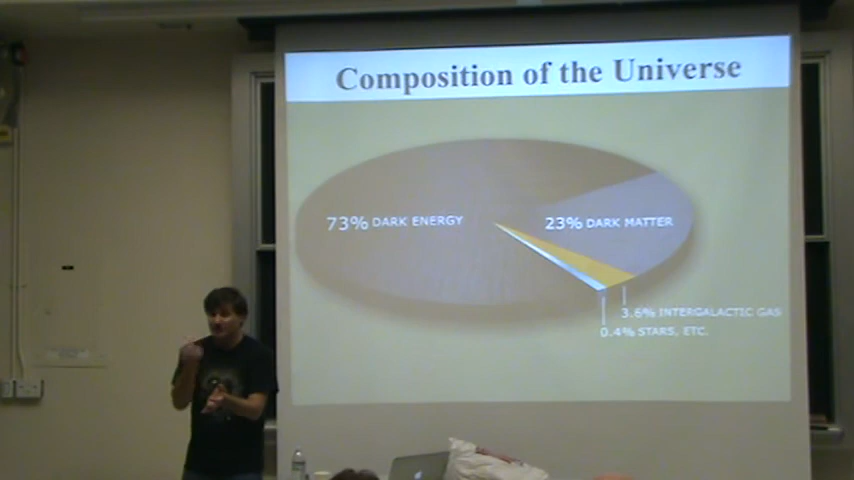 Composition of the Universe
73% DARK ENERGY
23% DARK MATTER
3.6% INTERGALACTIC GAS
0.4% STARS, ETC.